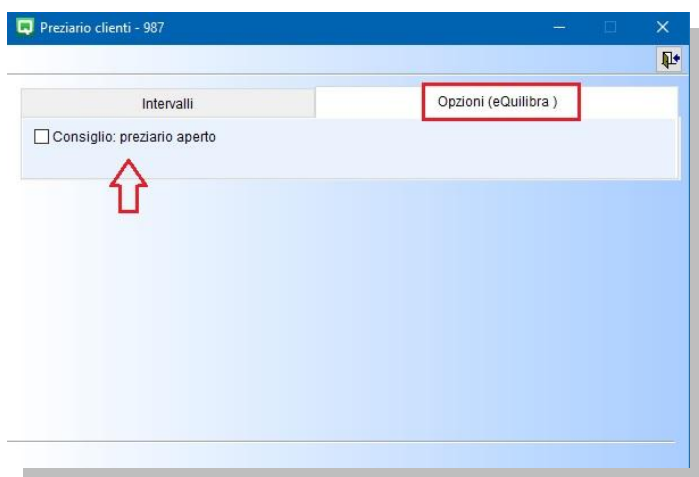 Preziario clienti - 987
Intervalli
Opzioni (eQuilibra )
Consiglio: preziario aperto